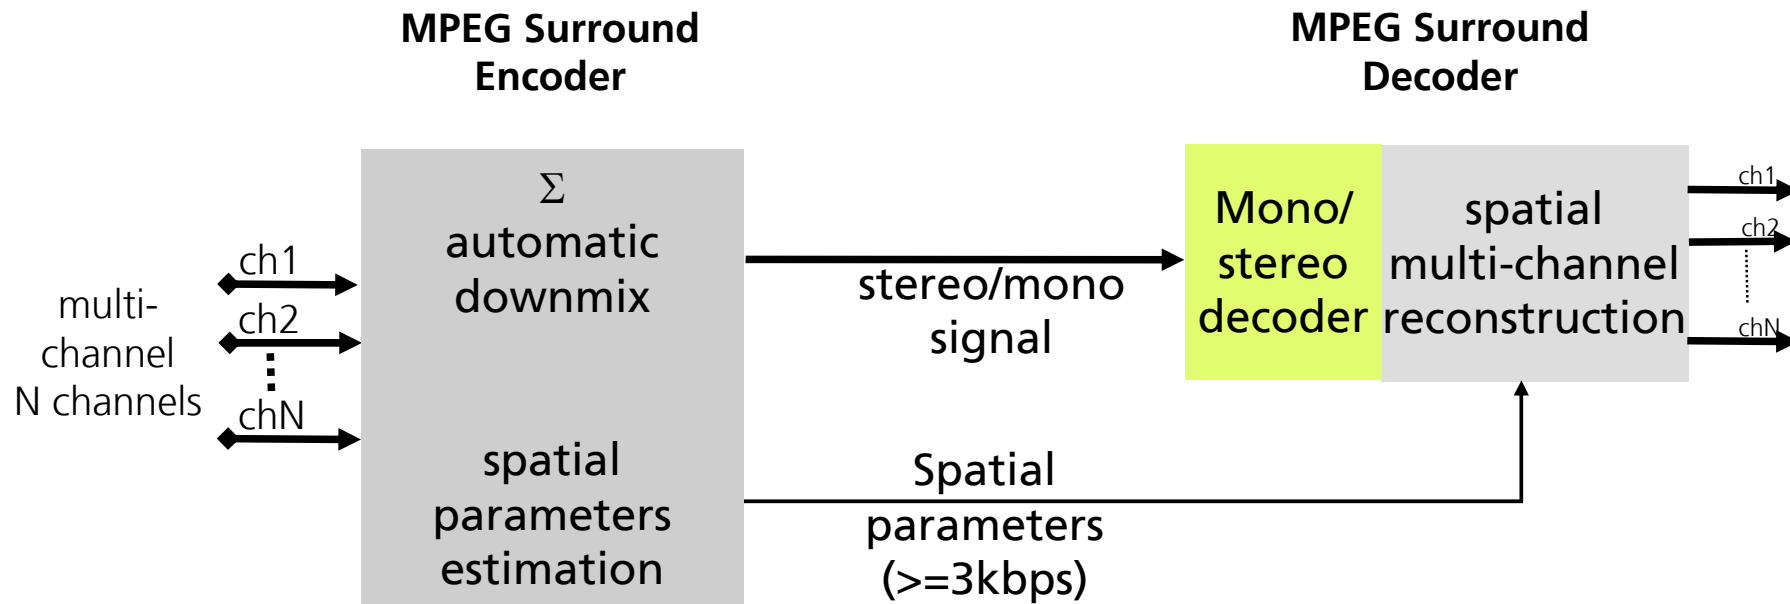 MPEG Surround
Encoder
MPEG Surround
Decoder
multi-
channel
N channels
ch1
ch2
chN
Σ
automatic
downmix
spatial
parameters
estimation
stereo/mono
signal
Spatial
parameters
(>=3kbps)
Mono/
stereo
decoder
spatial
multi-channel
reconstruction
ch1
ch2
chN